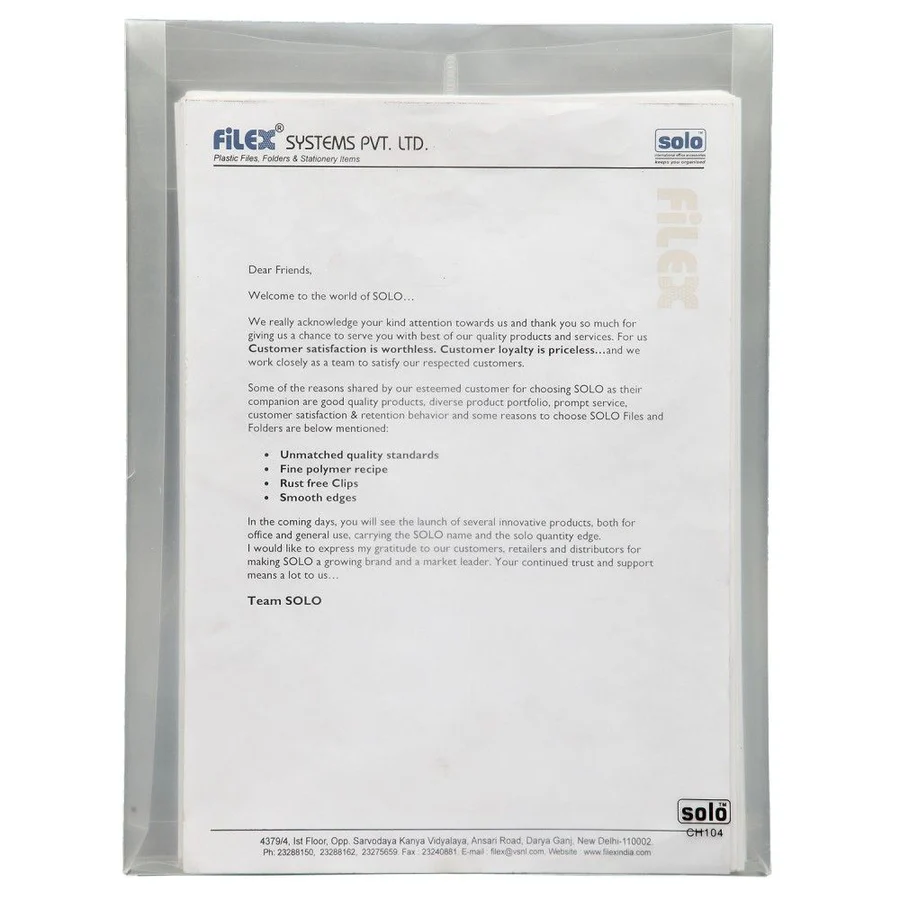 FiLEX® SYSTEMS PVT. LTD.
Plastic Files, Folders & Stationery Items
solo™
international office accessories
keeps you organised
FiLEX
Dear Friends,
Welcome to the world of SOLO…
We really acknowledge your kind attention towards us and thank you so much for
giving us a chance to serve you with best of our quality products and services. For us
Customer satisfaction is worthless. Customer loyalty is priceless…and we
work closely as a team to satisfy our respected customers.
Some of the reasons shared by our esteemed customer for choosing SOLO as their
companion are good quality products, diverse product portfolio, prompt service,
customer satisfaction & retention behavior and some reasons to choose SOLO Files and
Folders are below mentioned:
• Unmatched quality standards
• Fine polymer recipe
• Rust free Clips
• Smooth edges
In the coming days, you will see the launch of several innovative products, both for
office and general use, carrying the SOLO name and the solo quantity edge.
I would like to express my gratitude to our customers, retailers and distributors for
making SOLO a growing brand and a market leader. Your continued trust and support
means a lot to us…
Team SOLO
solo™
CH104
4379/4, Ist Floor, Opp. Sarvodaya Kanya Vidyalaya, Ansari Road, Darya Ganj, New Delhi-110002.
Ph: 23288150, 23288162, 23275659. Fax : 23240881. E-mail : filex@vsnl.com. Website : www.filexindia.com